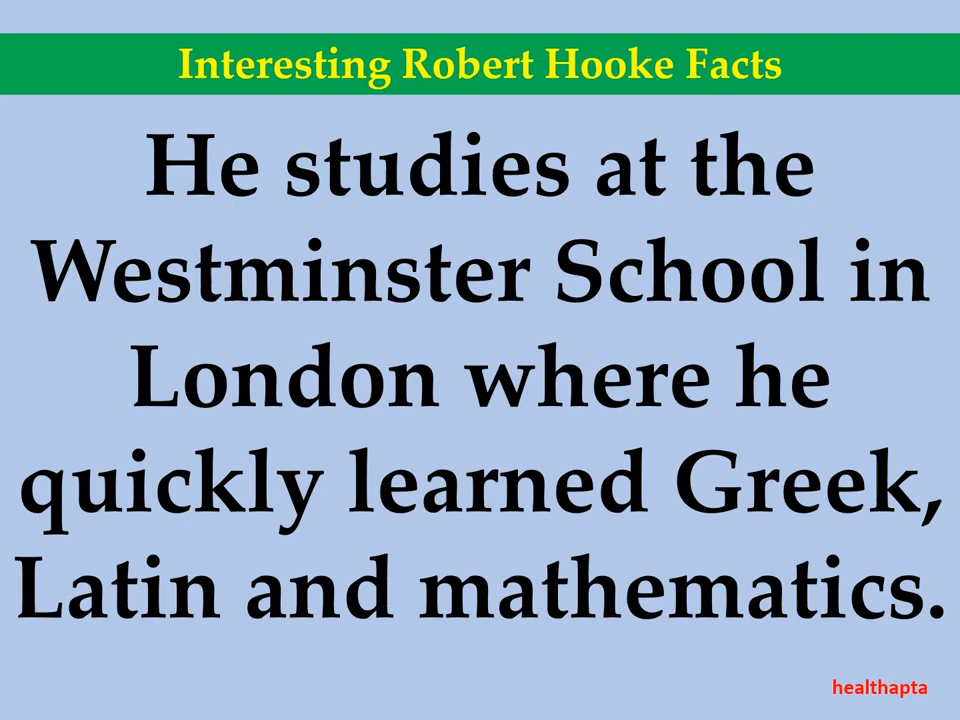 Interesting Robert Hooke Facts
He studies at the
Westminster School in
London where he
quickly learned Greek,
Latin and mathematics.
healthapta